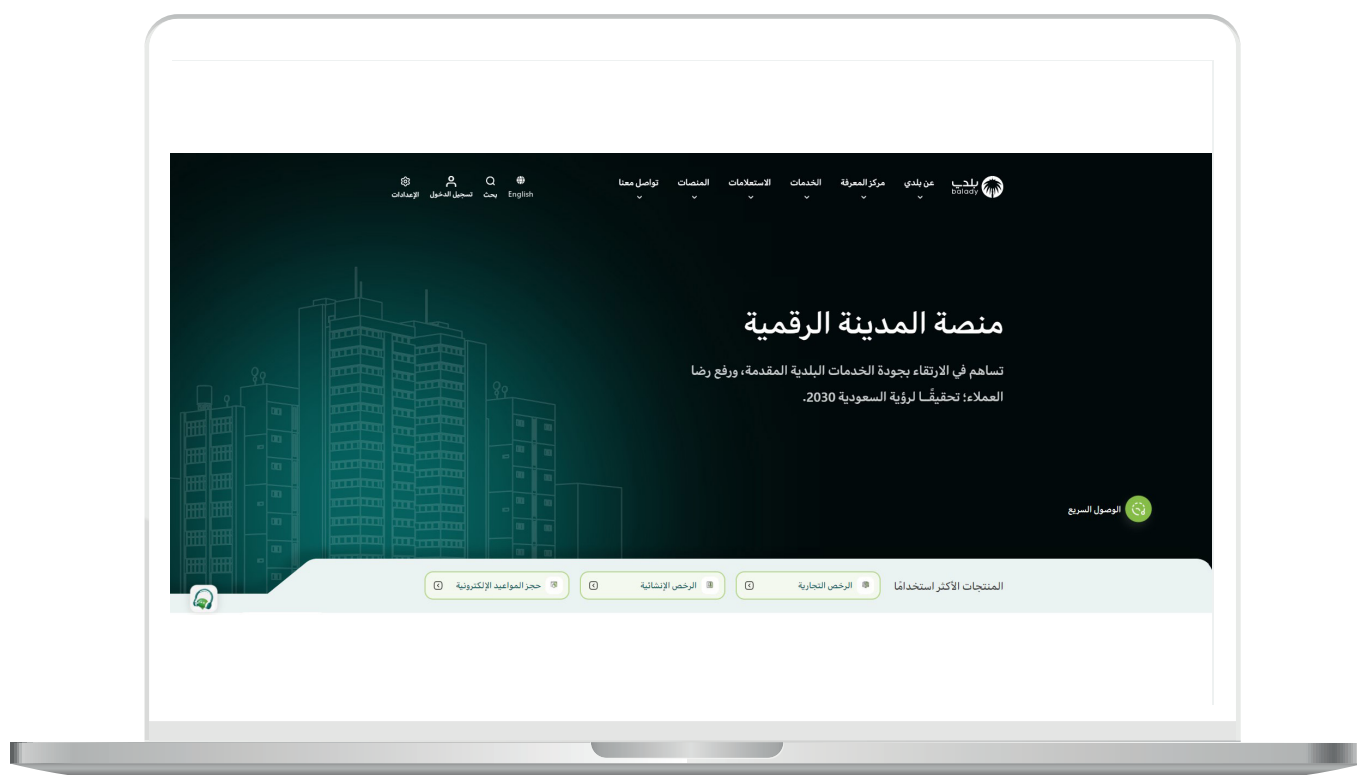 بلدي
balady
عن بلدي
مركز المعرفة
الخدمات
الاستعلامات
المنصات
تواصل معنا
English
بحث
تسجيل الدخول
الإعدادات
منصة المدينة الرقمية
تساهم في الارتقاء بجودة الخدمات البلدية المقدمة، ورفع رضا
العملاء؛ تحقيقًــا لرؤية السعودية 2030.
الوصول السريع
المنتجات الأكثر استخدامًا
الرخص التجارية
الرخص الإنشائية
حجز المواعيد الإلكترونية